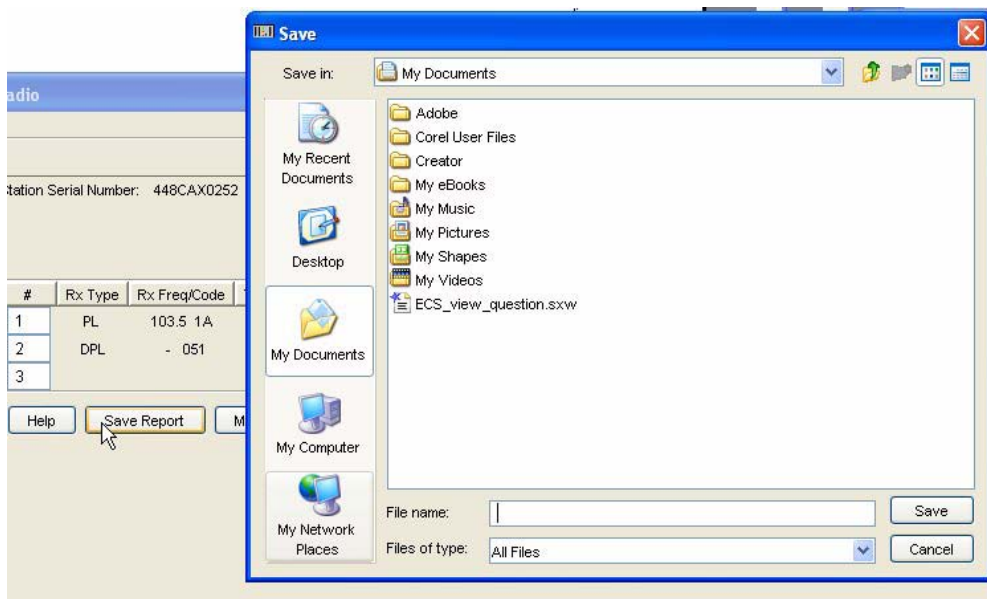 Save
Save in: My Documents
My Recent
Documents
Desktop
My Documents
My Computer
My Network
Places
Adobe
Corel User Files
Creator
My eBooks
My Music
My Pictures
My Shapes
My Videos
ECS_view_question.sxw
File name:
Save
Files of type: All Files
Cancel
adio
tation Serial Number: 448CAX0252
# Rx Type Rx Freq/Code
1 PL 103.5 1A
2 DPL - 051
3
Help Save Report M